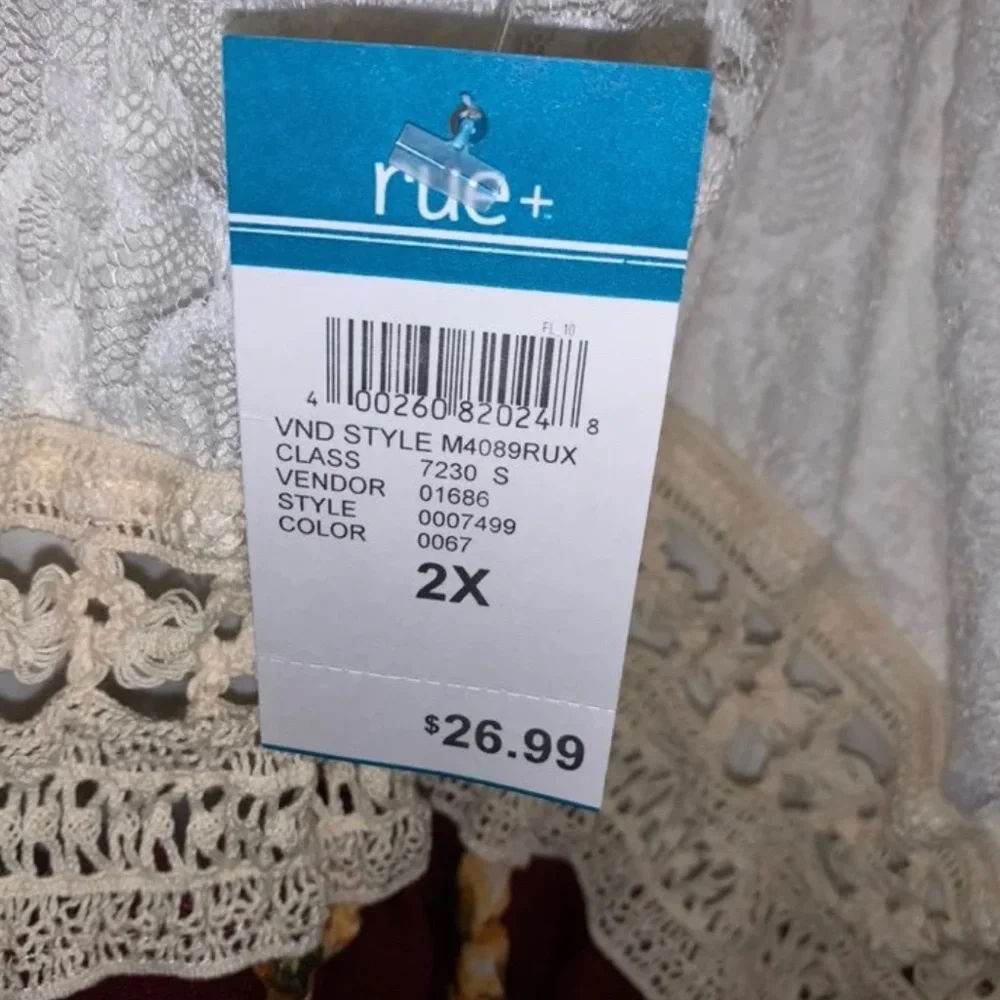 rue+
FL 10
4 00260 82024 8
VND STYLE M4089RUX
CLASS 7230 S
VENDOR 01686
STYLE 0007499
COLOR 0067
2X
$26.99